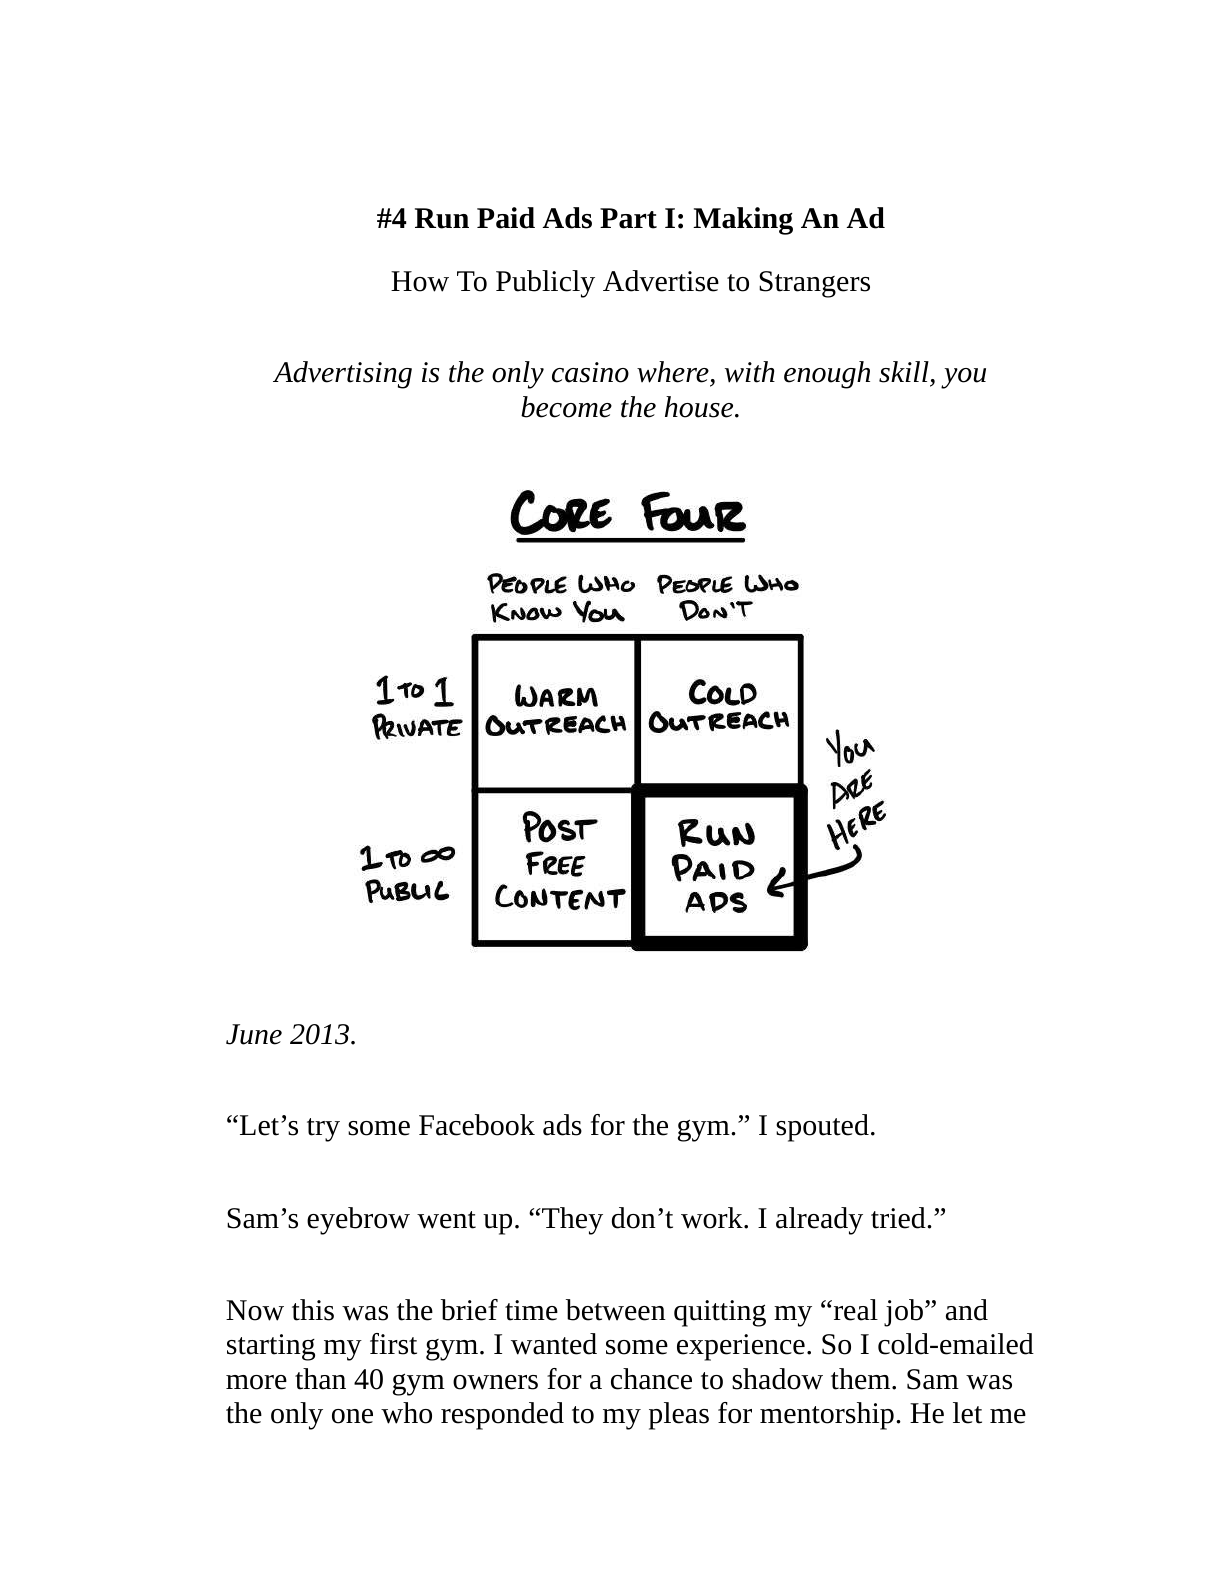 #4 Run Paid Ads Part I: Making An Ad
How To Publicly Advertise to Strangers
Advertising is the only casino where, with enough skill, you
become the house.
CORE FOUR
PEOPLE WHO KNOW YOU
PEOPLE WHO DON'T
1 TO 1 PRIVATE
WARM OUTREACH
COLD OUTREACH
YOU ARE HERE
1 TO ∞ PUBLIC
POST FREE CONTENT
RUN PAID ADS
June 2013.
“Let’s try some Facebook ads for the gym.” I spouted.
Sam’s eyebrow went up. “They don’t work. I already tried.”
Now this was the brief time between quitting my “real job” and
starting my first gym. I wanted some experience. So I cold-emailed
more than 40 gym owners for a chance to shadow them. Sam was
the only one who responded to my pleas for mentorship. He let me